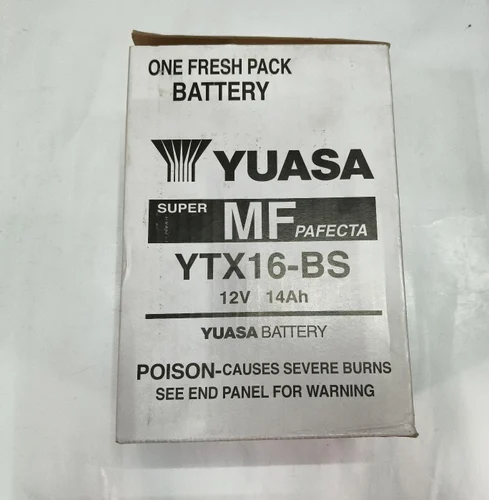 ONE FRESH PACK
BATTERY
YUASA
SUPER MF PAFECTA
YTX16-BS
12V 14Ah
YUASA BATTERY
POISON-CAUSES SEVERE BURNS
SEE END PANEL FOR WARNING